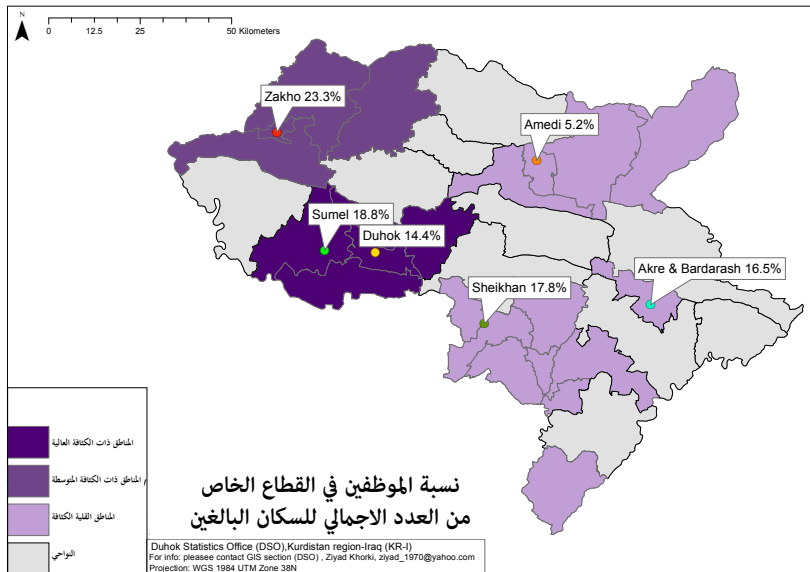 N
0 12.5 25 50 Kilometers
Zakho 23.3%
Amedi 5.2%
Sumel 18.8%
Duhok 14.4%
Akre & Bardarash 16.5%
Sheikhan 17.8%
المناطق ذات الكثافة العالية
المناطق ذات الكثافة المتوسطة
المناطق القلية الكثافة
النواحي
نسبة الموظفين في القطاع الخاص
من العدد الاجمالي للسكان البالغين
Duhok Statistics Office (DSO),Kurdistan region-Iraq (KR-I)
For info: pleasee contact GIS section (DSO) , Ziyad Khorki, ziyad_1970@yahoo.com
Projection: WGS 1984 UTM Zone 38N